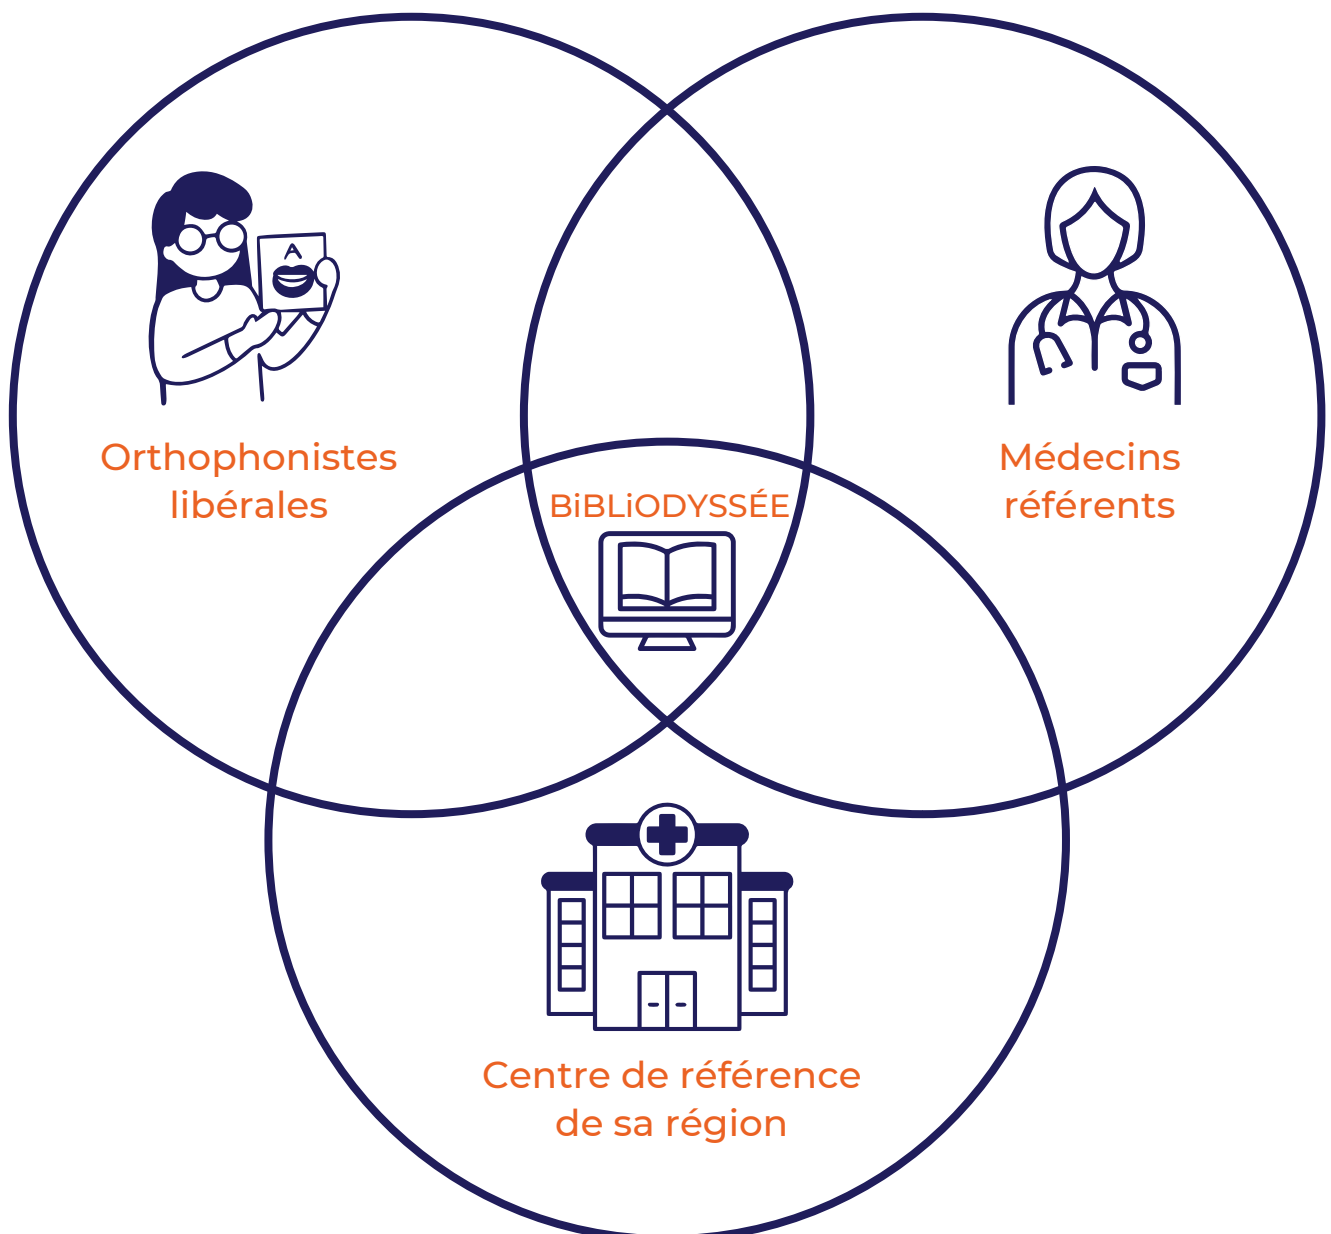 A
Orthophonistes
libérales
Médecins
référents
BiBLiODYSSÉE
Centre de référence
de sa région